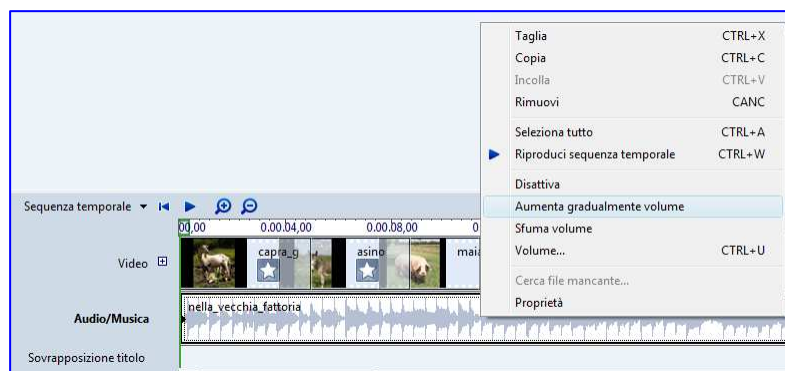 Taglia CTRL+X
Copia CTRL+C
Incolla CTRL+V
Rimuovi CANC
Seleziona tutto CTRL+A
Riproduci sequenza temporale CTRL+W
Disattiva
Aumenta gradualmente volume
Sfuma volume
Volume... CTRL+U
Cerca file mancante...
Proprietà
Sequenza temporale
00,00 0.00.04,00 0.00.08,00 0
Video capra_g asino maia
Audio/Musica nella_vecchia_fattoria
Sovrapposizione titolo